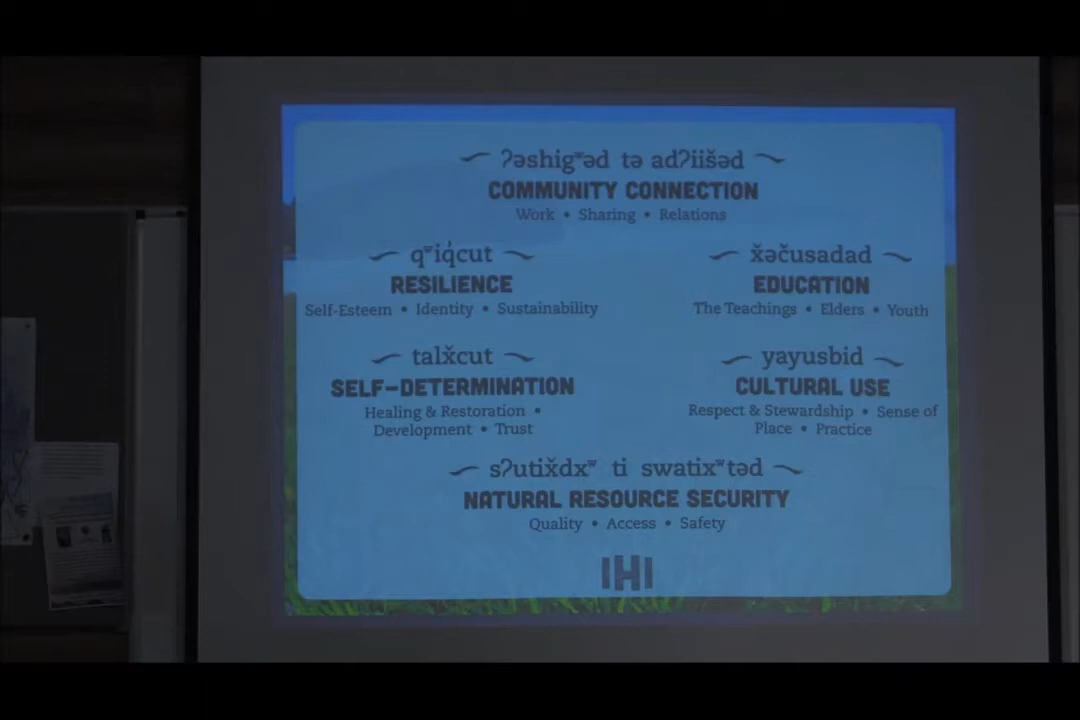 ʔəshigʷəd tə adʔiišəd
COMMUNITY CONNECTION
Work • Sharing • Relations
qʷiq̓cut
RESILIENCE
Self-Esteem • Identity • Sustainability
x̌əčusadad
EDUCATION
The Teachings • Elders • Youth
talx̌cut
SELF-DETERMINATION
Healing & Restoration •
Development • Trust
yayusbid
CULTURAL USE
Respect & Stewardship • Sense of
Place • Practice
sʔutix̌dxʷ ti swatixʷtəd
NATURAL RESOURCE SECURITY
Quality • Access • Safety
IHI